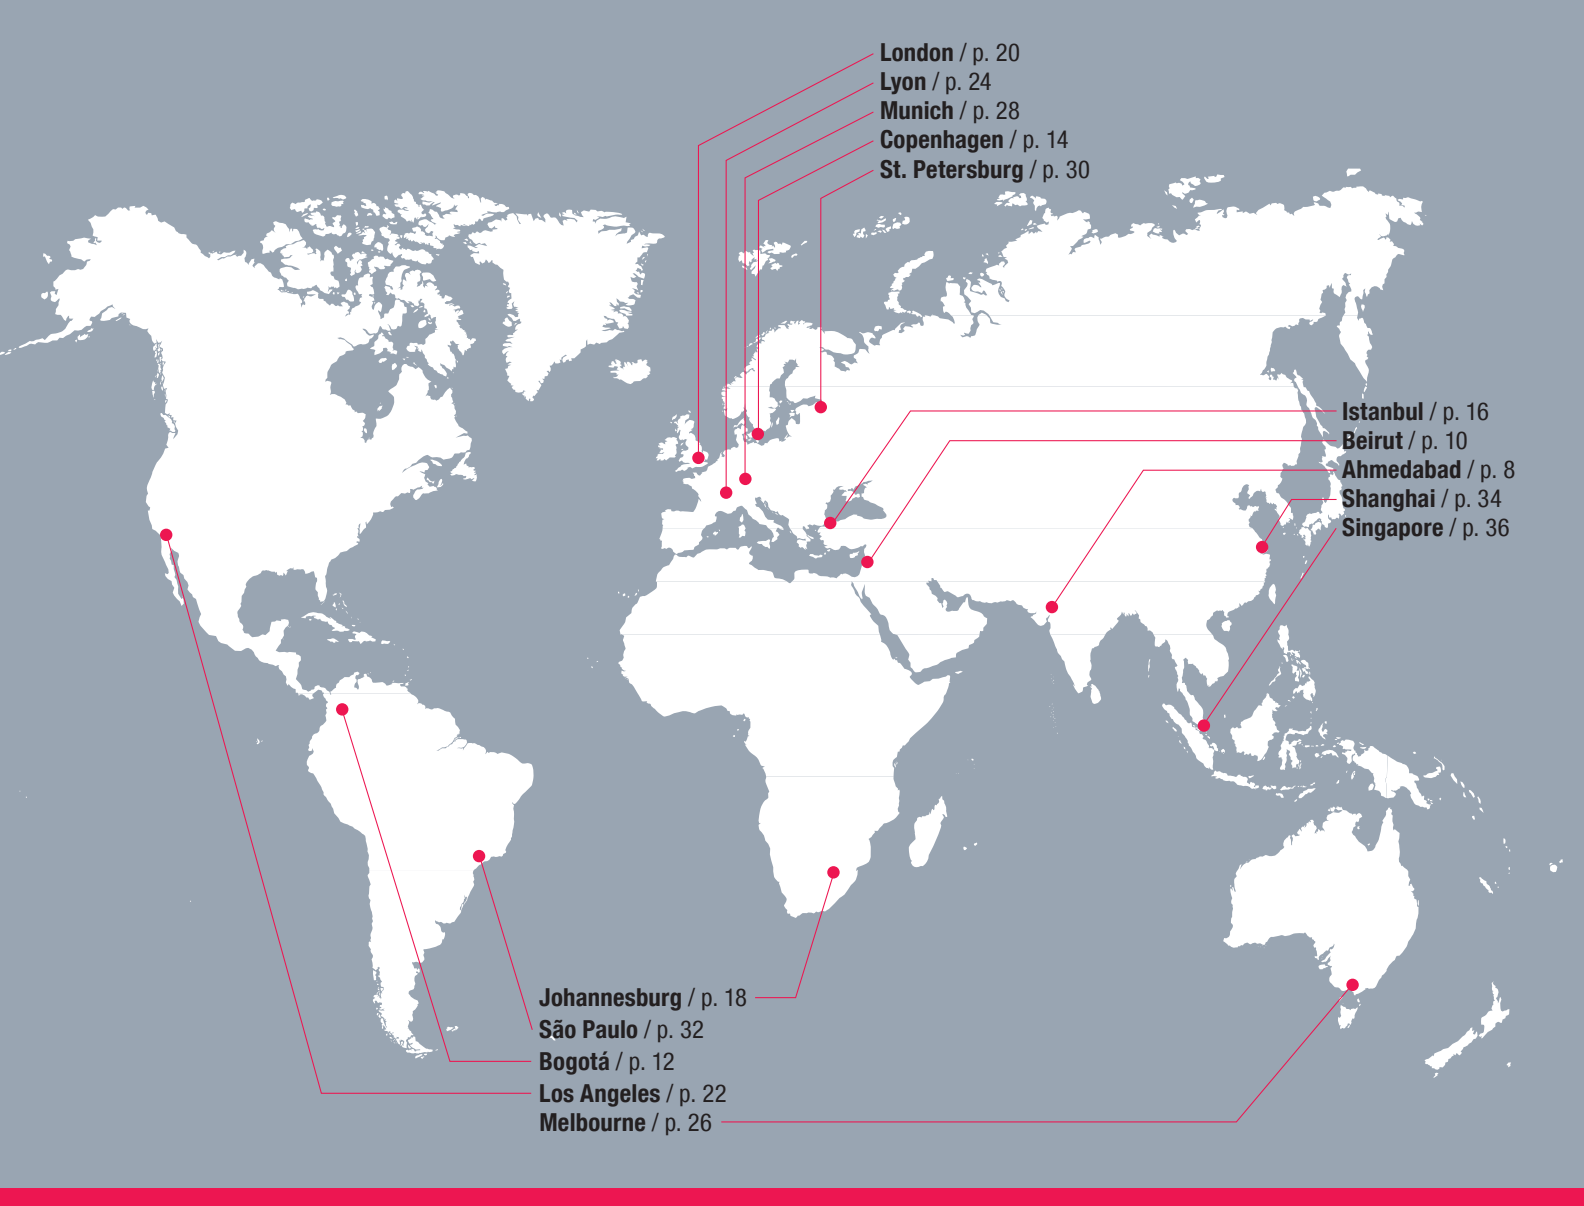 London / p. 20
Lyon / p. 24
Munich / p. 28
Copenhagen / p. 14
St. Petersburg / p. 30
Istanbul / p. 16
Beirut / p. 10
Ahmedabad / p. 8
Shanghai / p. 34
Singapore / p. 36
Johannesburg / p. 18
São Paulo / p. 32
Bogotá / p. 12
Los Angeles / p. 22
Melbourne / p. 26